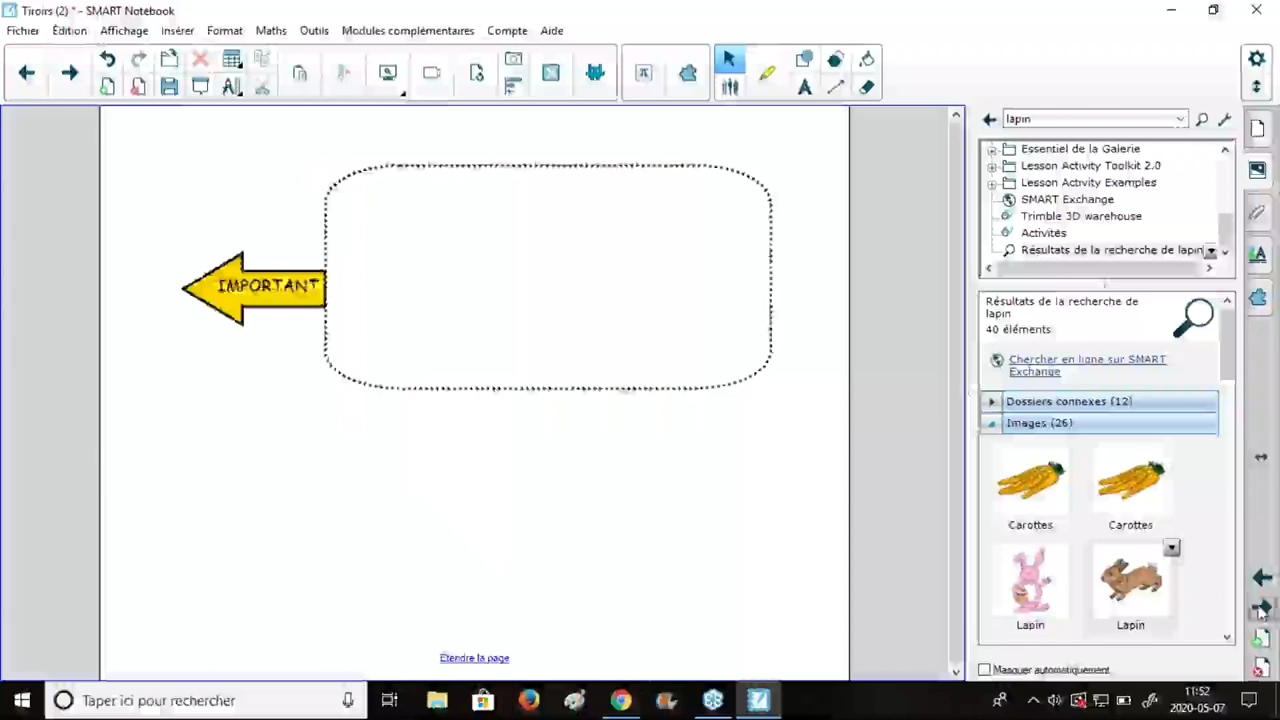 Tiroirs (2) * - SMART Notebook
Fichier Édition Affichage Insérer Format Maths Outils Modules complémentaires Compte Aide
lapin
Essentiel de la Galerie
Lesson Activity Toolkit 2.0
Lesson Activity Examples
SMART Exchange
Trimble 3D warehouse
Activités
Résultats de la recherche de lapin
IMPORTANT
Résultats de la recherche de
lapin
40 éléments
Chercher en ligne sur SMART
Exchange
Dossiers connexes (12)
Images (26)
Carottes Carottes
Lapin Lapin
Etendre la page
Masquer automatiquement
Taper ici pour rechercher
11:52
2020-05-07